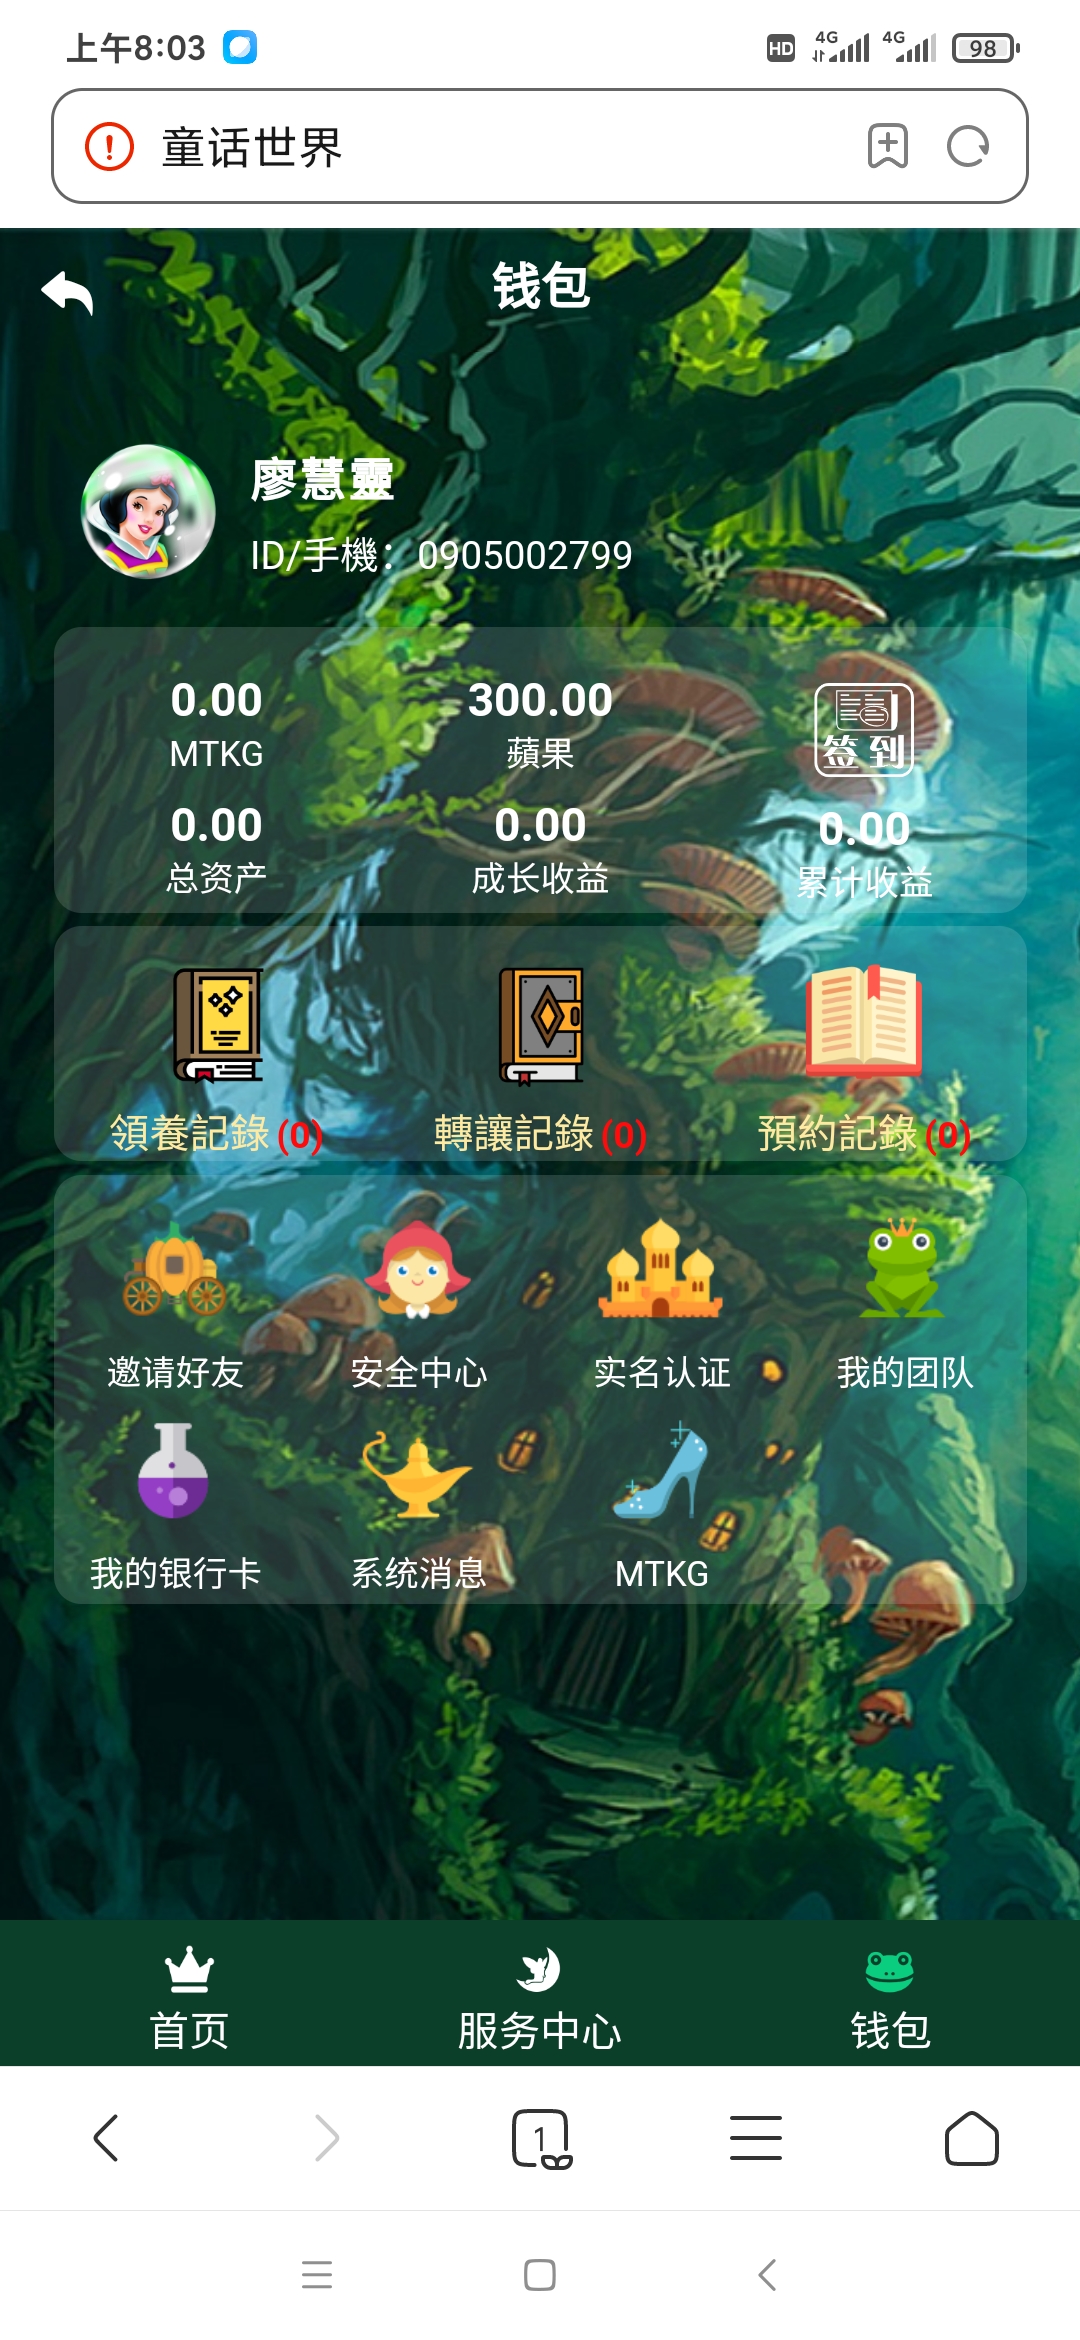 上午8:03
HD 4G 4G 98
童话世界
钱包
廖慧靈
ID/手機：0905002799
0.00 300.00
MTKG 蘋果 签到
0.00 0.00 0.00
总资产 成长收益 累计收益
領養記錄(0) 轉讓記錄(0) 預約記錄(0)
邀请好友 安全中心 实名认证 我的团队
我的银行卡 系统消息 MTKG
首页 服务中心 钱包
1